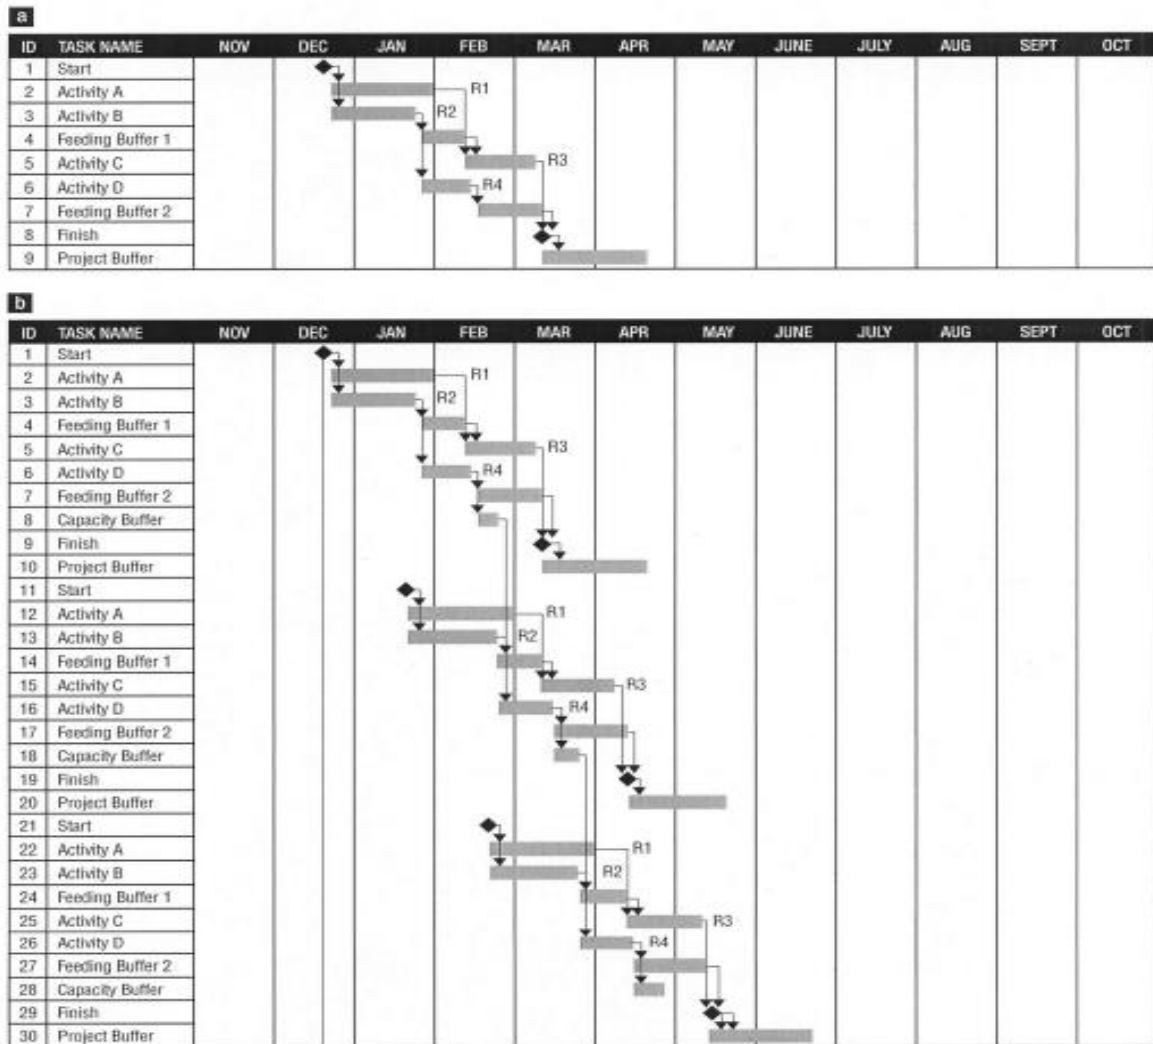 a
ID TASK NAME NOV DEC JAN FEB MAR APR MAY JUNE JULY AUG SEPT OCT
1 Start
2 Activity A R1
3 Activity B R2
4 Feeding Buffer 1
5 Activity C R3
6 Activity D R4
7 Feeding Buffer 2
8 Finish
9 Project Buffer
b
ID TASK NAME NOV DEC JAN FEB MAR APR MAY JUNE JULY AUG SEPT OCT
1 Start
2 Activity A R1
3 Activity B R2
4 Feeding Buffer 1
5 Activity C R3
6 Activity D R4
7 Feeding Buffer 2
8 Capacity Buffer
9 Finish
10 Project Buffer
11 Start
12 Activity A R1
13 Activity B R2
14 Feeding Buffer 1
15 Activity C R3
16 Activity D R4
17 Feeding Buffer 2
18 Capacity Buffer
19 Finish
20 Project Buffer
21 Start
22 Activity A R1
23 Activity B R2
24 Feeding Buffer 1
25 Activity C R3
26 Activity D R4
27 Feeding Buffer 2
28 Capacity Buffer
29 Finish
30 Project Buffer